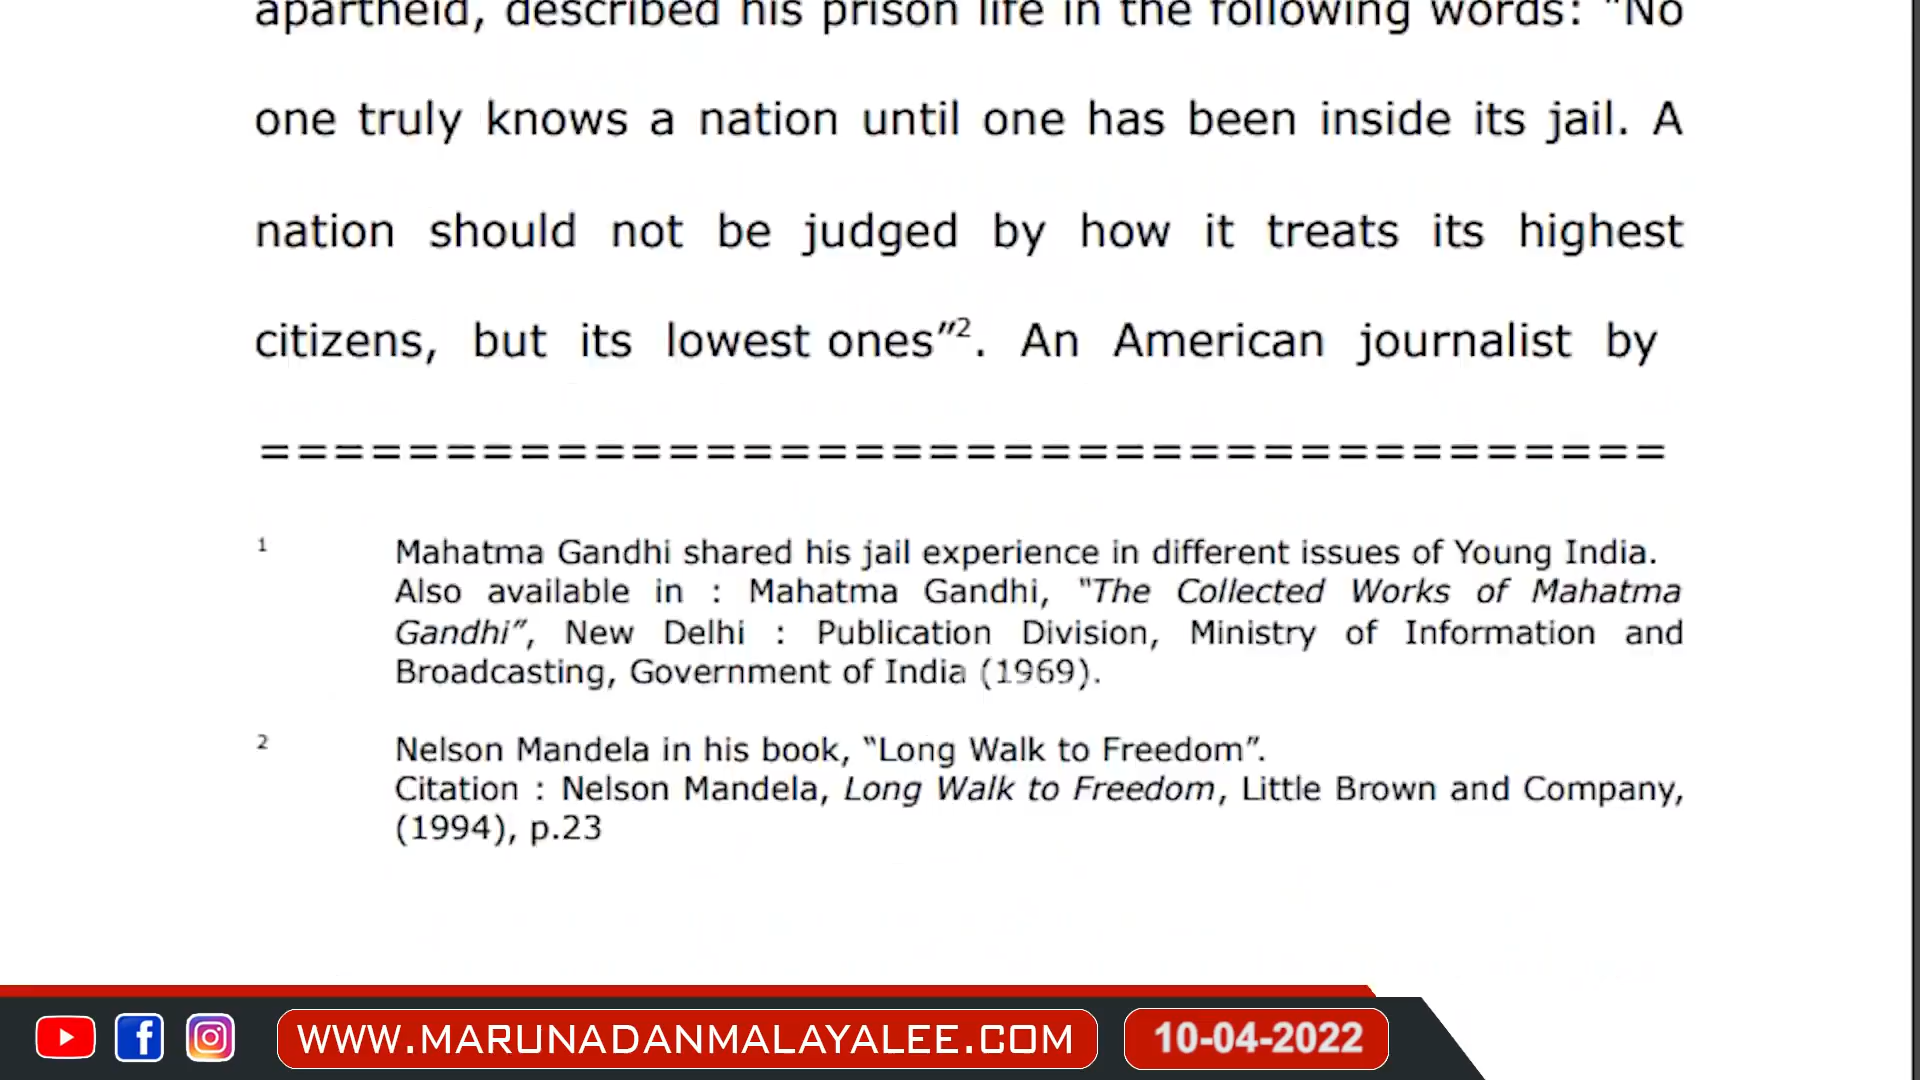 apartheid, described his prison life in the following words: "No
one truly knows a nation until one has been inside its jail. A
nation should not be judged by how it treats its highest
citizens, but its lowest ones”². An American journalist by
======================================
1 Mahatma Gandhi shared his jail experience in different issues of Young India.
Also available in : Mahatma Gandhi, “The Collected Works of Mahatma
Gandhi”, New Delhi : Publication Division, Ministry of Information and
Broadcasting, Government of India (1969).
2 Nelson Mandela in his book, “Long Walk to Freedom”.
Citation : Nelson Mandela, Long Walk to Freedom, Little Brown and Company,
(1994), p.23
WWW.MARUNADANMALAYALEE.COM 10-04-2022